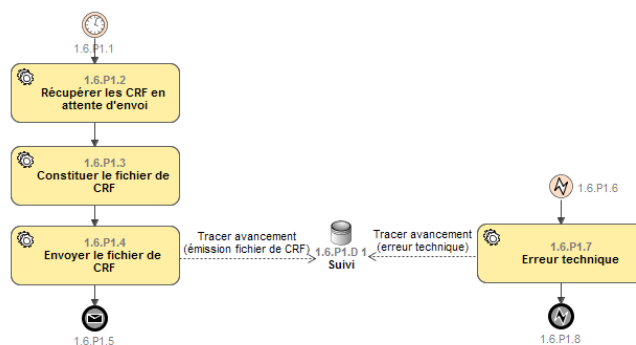 1.6.P1.1
1.6.P1.2
Récupérer les CRF en
attente d'envoi
1.6.P1.3
Constituer le fichier de
CRF
1.6.P1.4
Envoyer le fichier de
CRF
1.6.P1.5
Tracer avancement
(émission fichier de CRF)
1.6.P1.D 1
Suivi
Tracer avancement
(erreur technique)
1.6.P1.6
1.6.P1.7
Erreur technique
1.6.P1.8